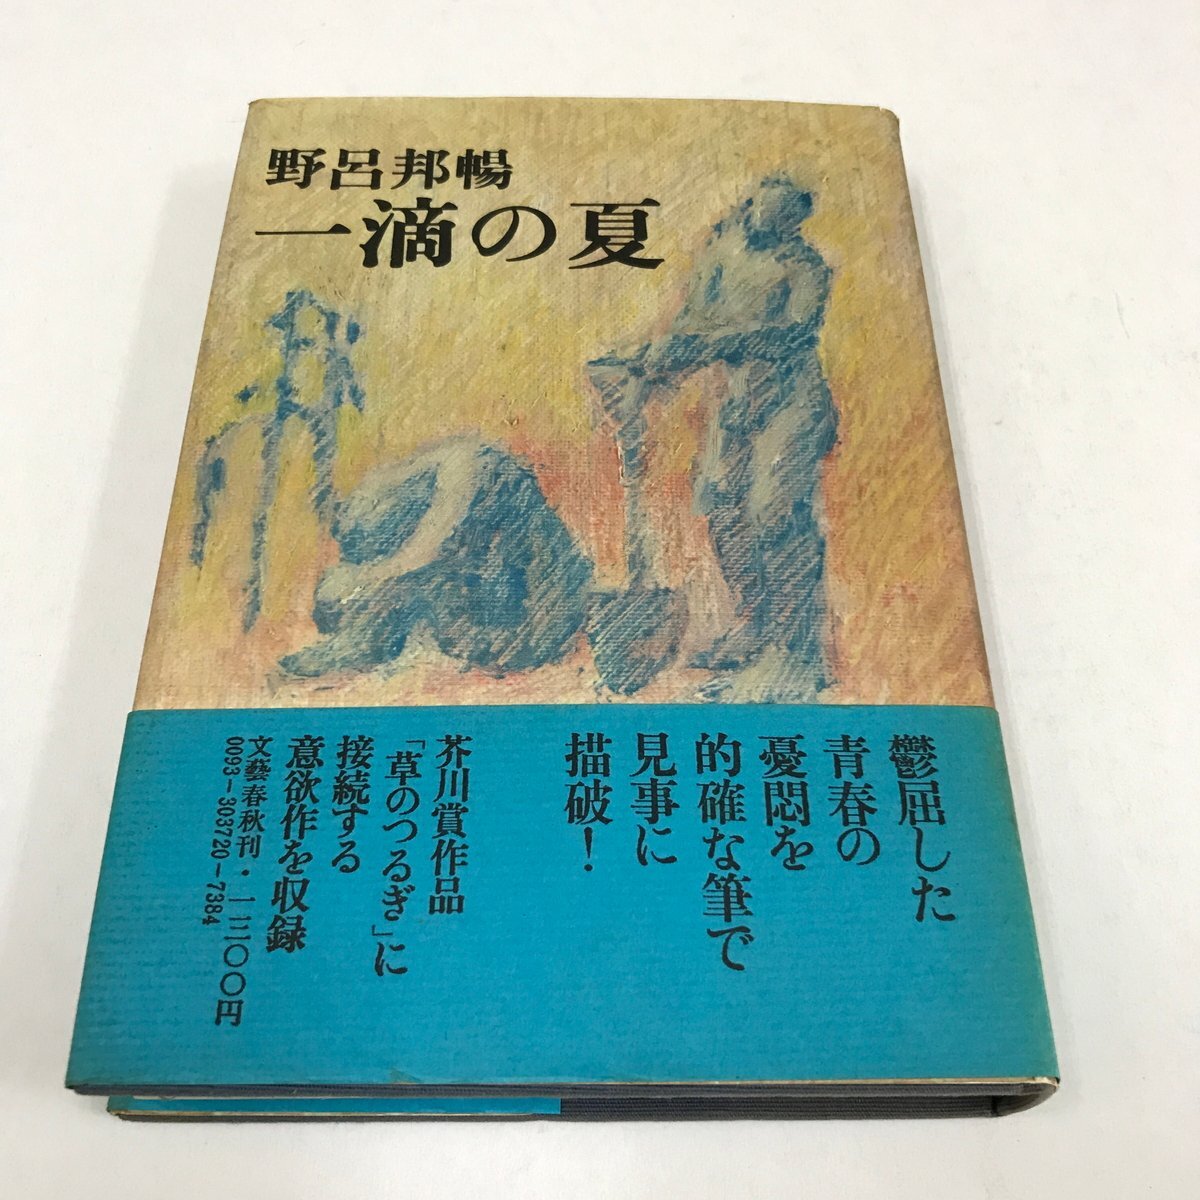 野呂邦暢
一滴の夏
鬱屈した
青春の
憂悶を
的確な筆で
見事に
描破！
芥川賞作品
「草のつるぎ」に
接続する
意欲作を収録
文藝春秋刊・一三〇〇円
0093-303720-7384